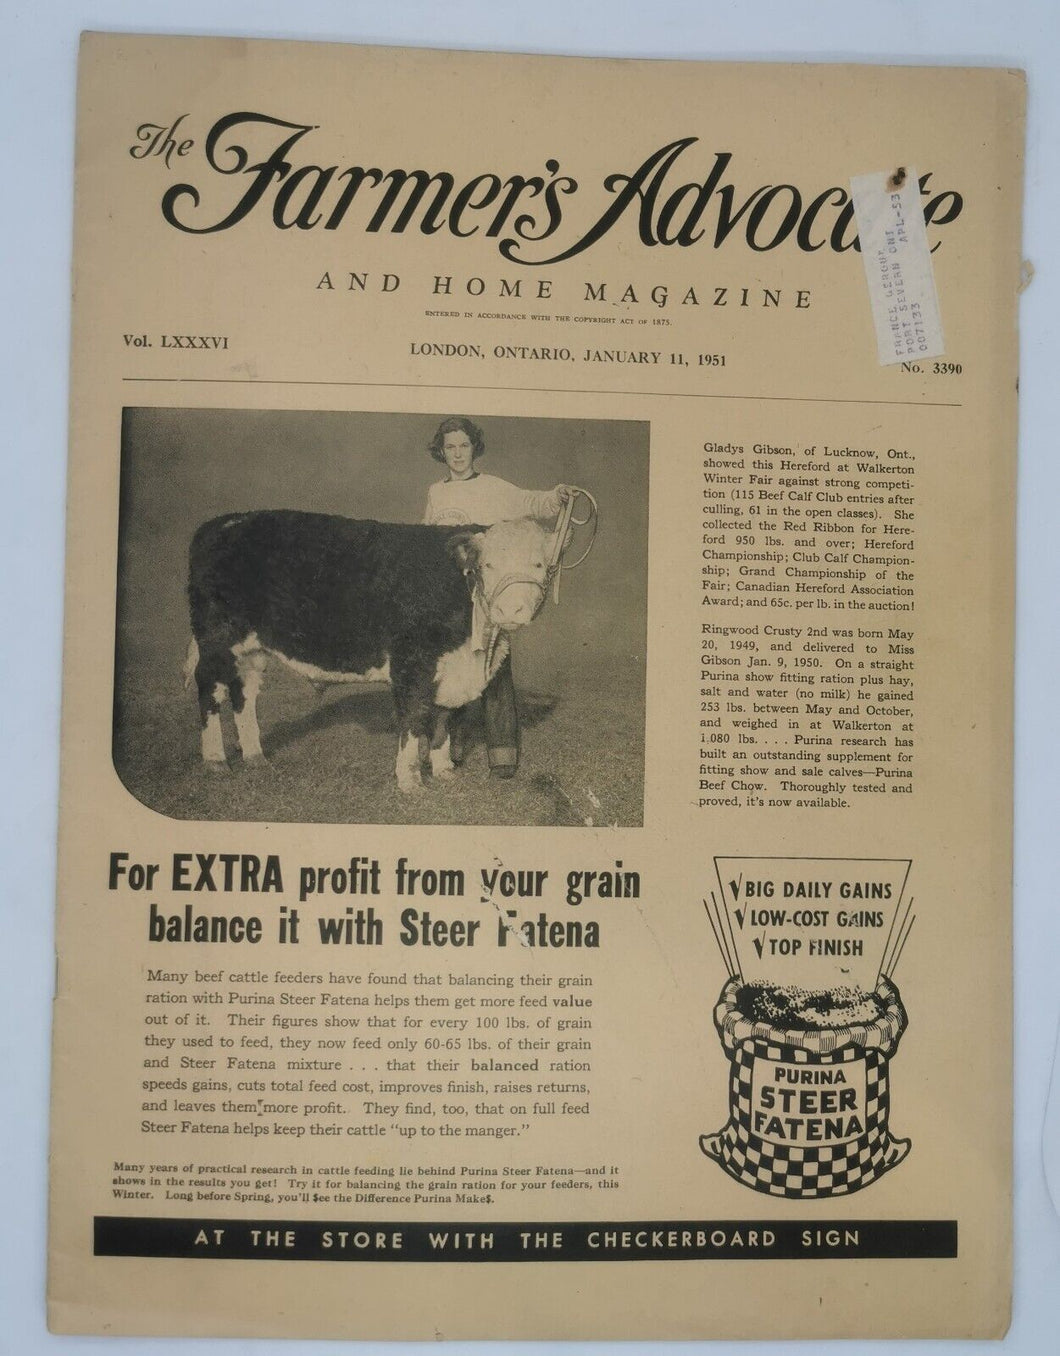 The Farmer's Advocate
AND HOME MAGAZINE
ENTERED IN ACCORDANCE WITH THE COPYRIGHT ACT OF 1875.
Vol. LXXXVI
LONDON, ONTARIO, JANUARY 11, 1951
No. 3390
FRANCE
PORT SEVERN ONT APL-53
007133
Gladys Gibson, of Lucknow, Ont.,
showed this Hereford at Walkerton
Winter Fair against strong competi-
tion (115 Beef Calf Club entries after
culling, 61 in the open classes). She
collected the Red Ribbon for Here-
ford 950 lbs. and over; Hereford
Championship; Club Calf Champion-
ship; Grand Championship of the
Fair; Canadian Hereford Association
Award; and 65c. per lb. in the auction!
Ringwood Crusty 2nd was born May
20, 1949, and delivered to Miss
Gibson Jan. 9, 1950. On a straight
Purina show fitting ration plus hay,
salt and water (no milk) he gained
253 lbs. between May and October,
and weighed in at Walkerton at
1,080 lbs. . . . Purina research has
built an outstanding supplement for
fitting show and sale calves—Purina
Beef Chow. Thoroughly tested and
proved, it's now available.
For EXTRA profit from your grain
balance it with Steer Fatena
Many beef cattle feeders have found that balancing their grain
ration with Purina Steer Fatena helps them get more feed value
out of it. Their figures show that for every 100 lbs. of grain
they used to feed, they now feed only 60-65 lbs. of their grain
and Steer Fatena mixture . . . that their balanced ration
speeds gains, cuts total feed cost, improves finish, raises returns,
and leaves them more profit. They find, too, that on full feed
Steer Fatena helps keep their cattle "up to the manger."
Many years of practical research in cattle feeding lie behind Purina Steer Fatena—and it
shows in the results you get! Try it for balancing the grain ration for your feeders, this
Winter. Long before Spring, you'll $ee the Difference Purina Make$.
√BIG DAILY GAINS
√LOW-COST GAINS
√TOP FINISH
PURINA
STEER
FATENA
AT THE STORE WITH THE CHECKERBOARD SIGN